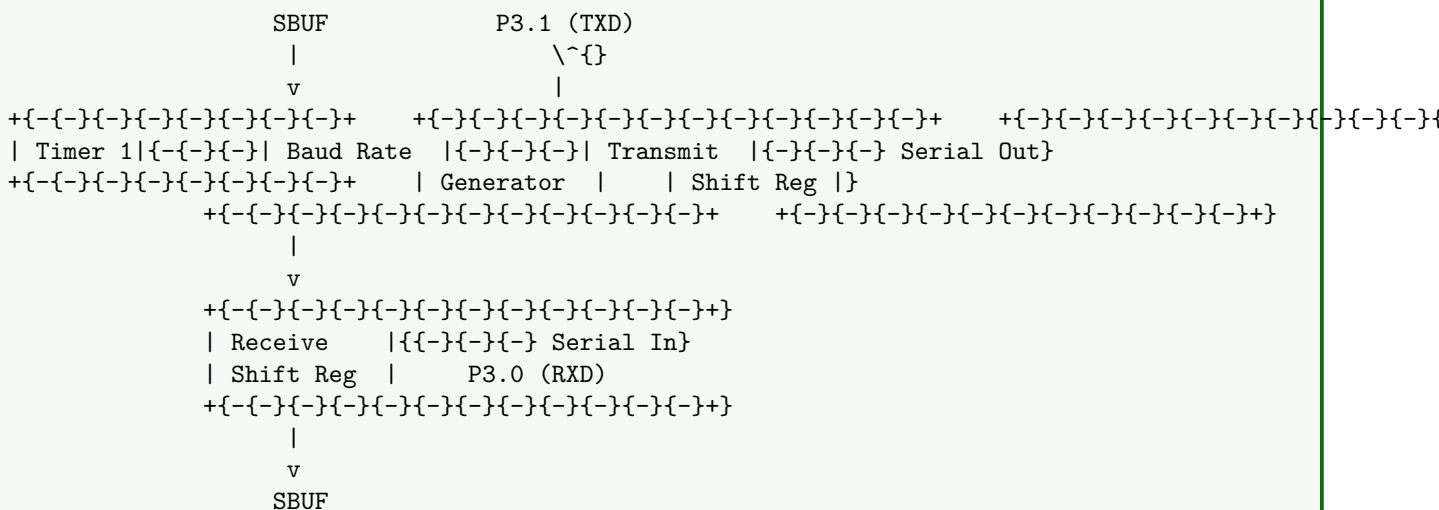 SBUF P3.1 (TXD)
| \^{}
v |
+{-{-}{-}{-}{-}{-}{-}{-}+ +{-}{-}{-}{-}{-}{-}{-}{-}{-}{-}{-}{-}+ +{-}{-}{-}{-}{-}{-}{-}{-}{-}{-}{
| Timer 1|{-{-}{-}| Baud Rate |{-}{-}{-}| Transmit |{-}{-}{-} Serial Out}
+{-{-}{-}{-}{-}{-}{-}{-}+ | Generator | | Shift Reg |}
+{-{-}{-}{-}{-}{-}{-}{-}{-}{-}{-}{-}+ +{-}{-}{-}{-}{-}{-}{-}{-}{-}{-}{-}{-}+}
|
v
+{-{-}{-}{-}{-}{-}{-}{-}{-}{-}{-}{-}+}
| Receive |{{-}{-}{-} Serial In}
| Shift Reg | P3.0 (RXD)
+{-{-}{-}{-}{-}{-}{-}{-}{-}{-}{-}{-}+}
|
v
SBUF